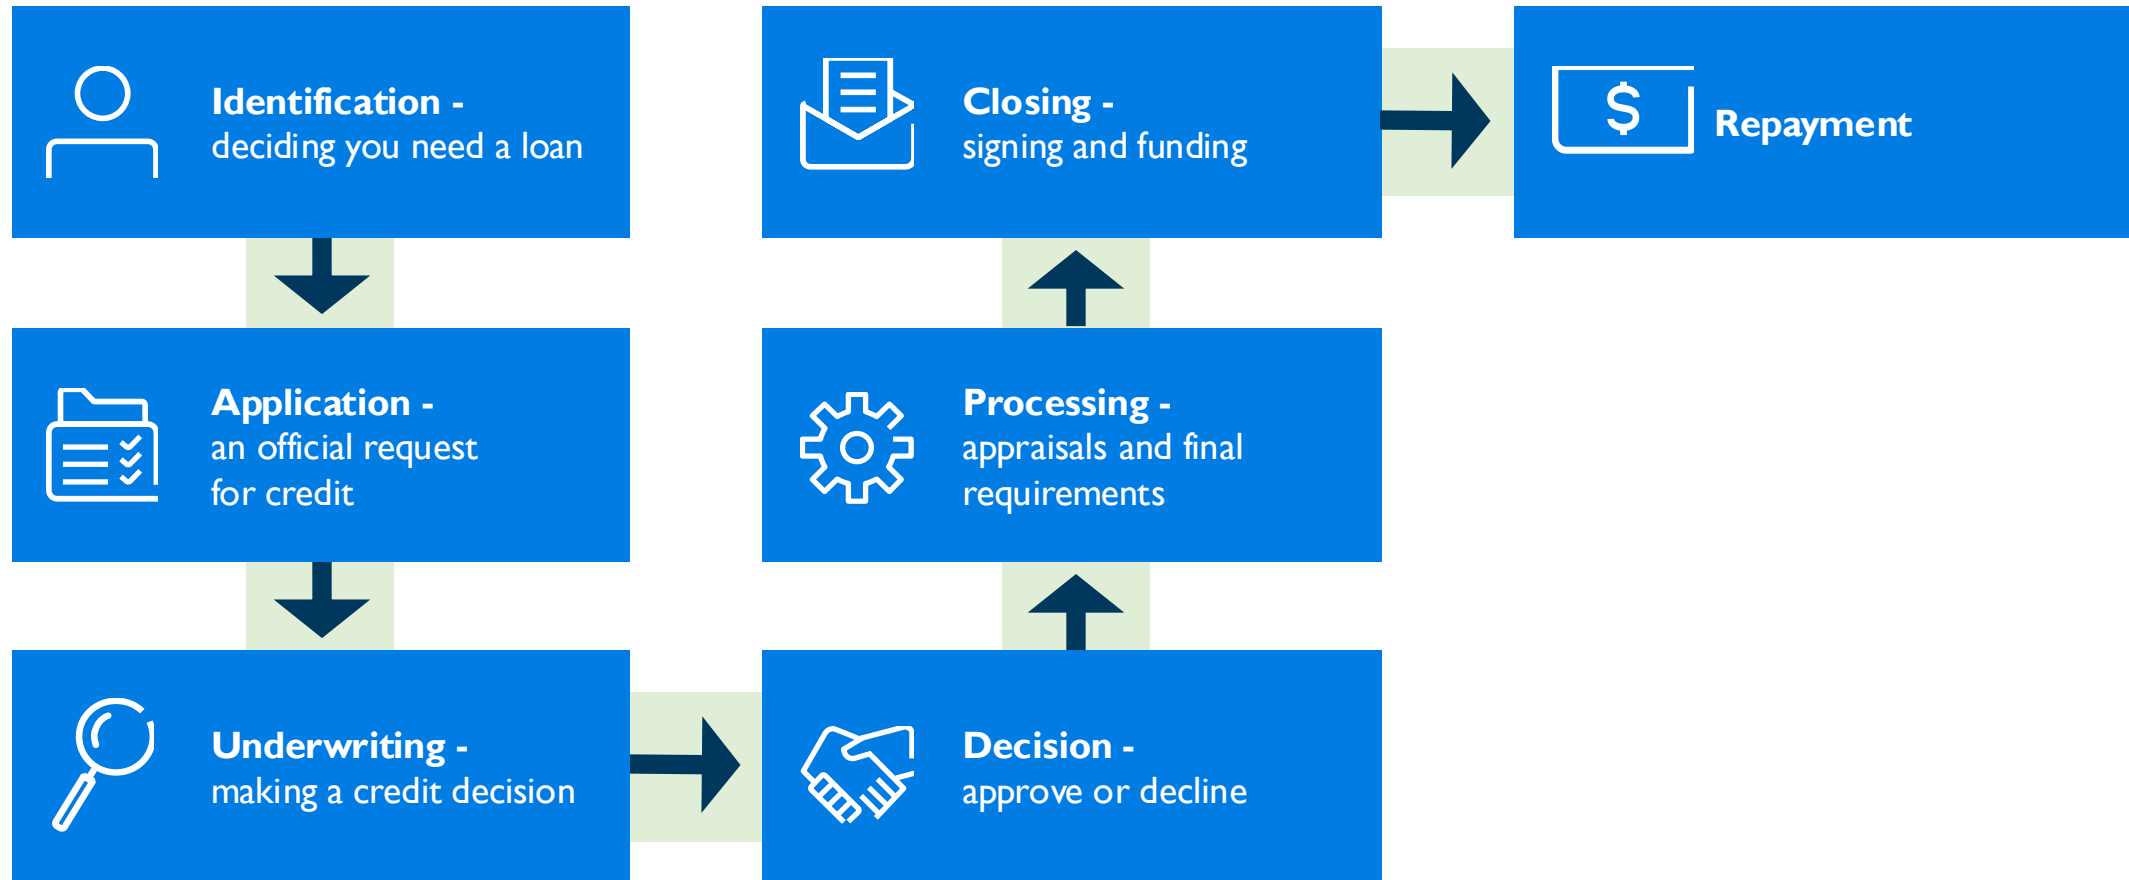 Identification -
deciding you need a loan
Application -
an official request
for credit
Underwriting -
making a credit decision
Decision -
approve or decline
Processing -
appraisals and final
requirements
Closing -
signing and funding
$
Repayment